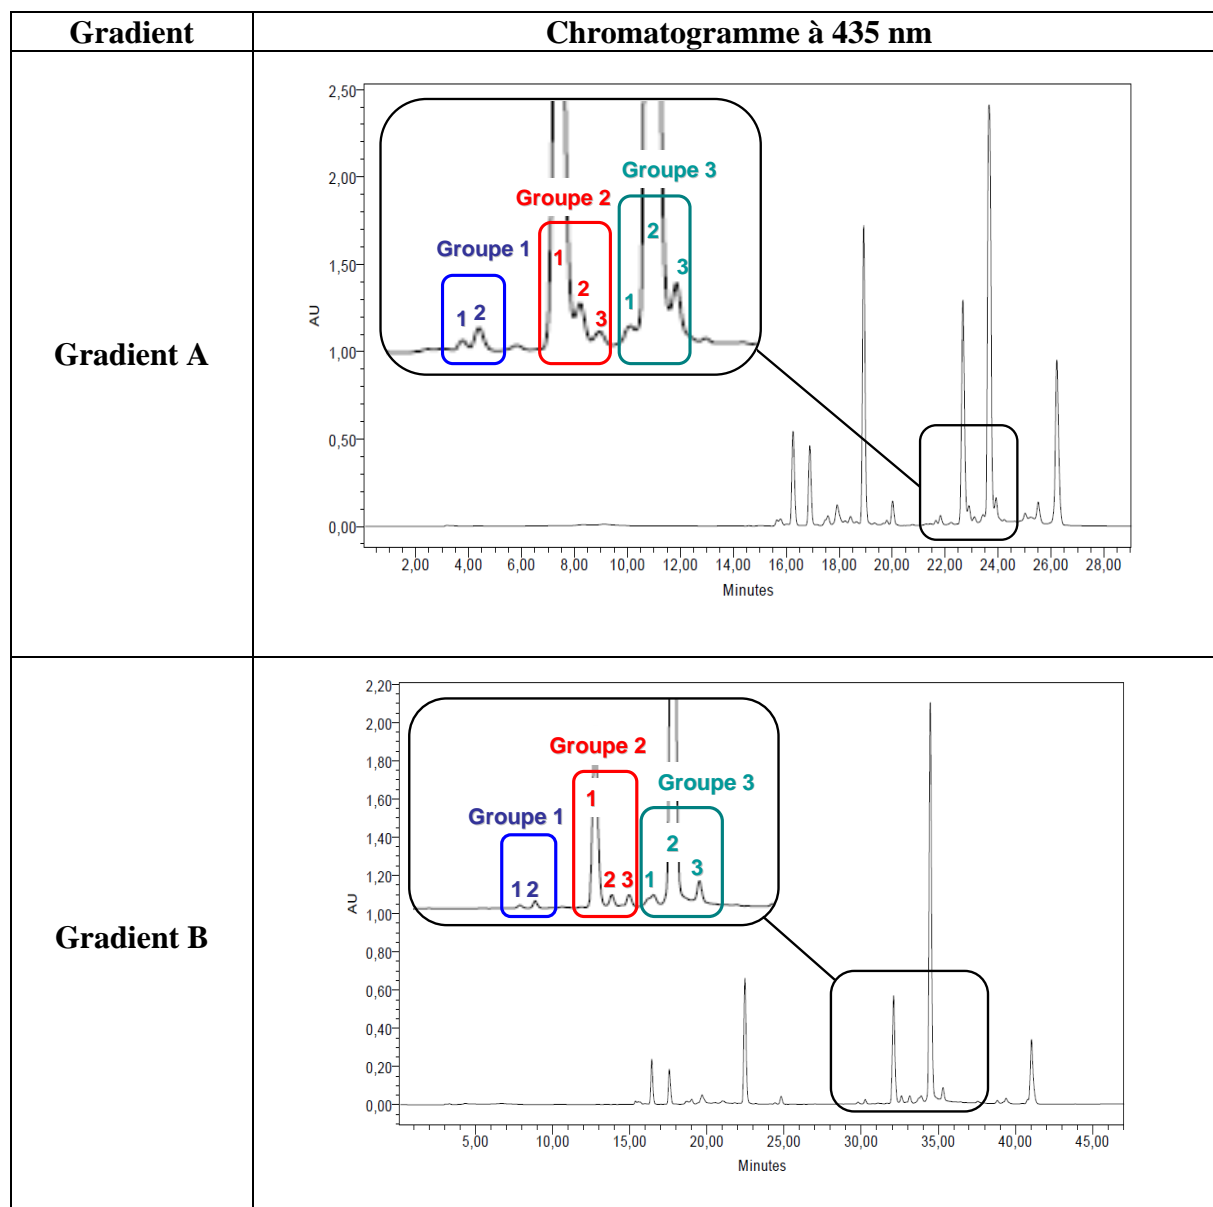 Gradient
Chromatogramme à 435 nm
Gradient A
2,50
2,00
1,50
1,00
0,50
0,00
AU
Groupe 1
1 2
Groupe 2
1
2
3
Groupe 3
1
2
3
2,00 4,00 6,00 8,00 10,00 12,00 14,00 16,00 18,00 20,00 22,00 24,00 26,00 28,00
Minutes
Gradient B
2,20
2,00
1,80
1,60
1,40
1,20
1,00
0,80
0,60
0,40
0,20
0,00
AU
Groupe 1
1 2
Groupe 2
1
2 3
Groupe 3
1
2
3
5,00 10,00 15,00 20,00 25,00 30,00 35,00 40,00 45,00
Minutes